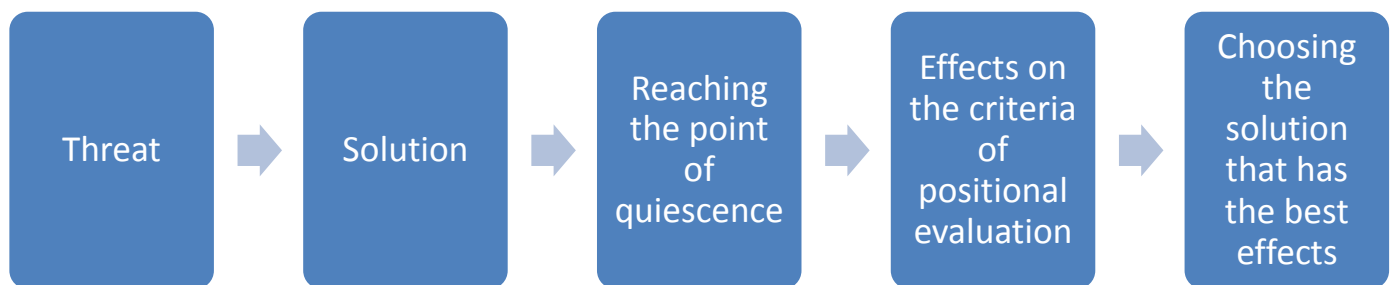 Threat
Solution
Reaching
the point
of
quiescence
Effects on
the criteria
of
positional
evaluation
Choosing
the
solution
that has
the best
effects